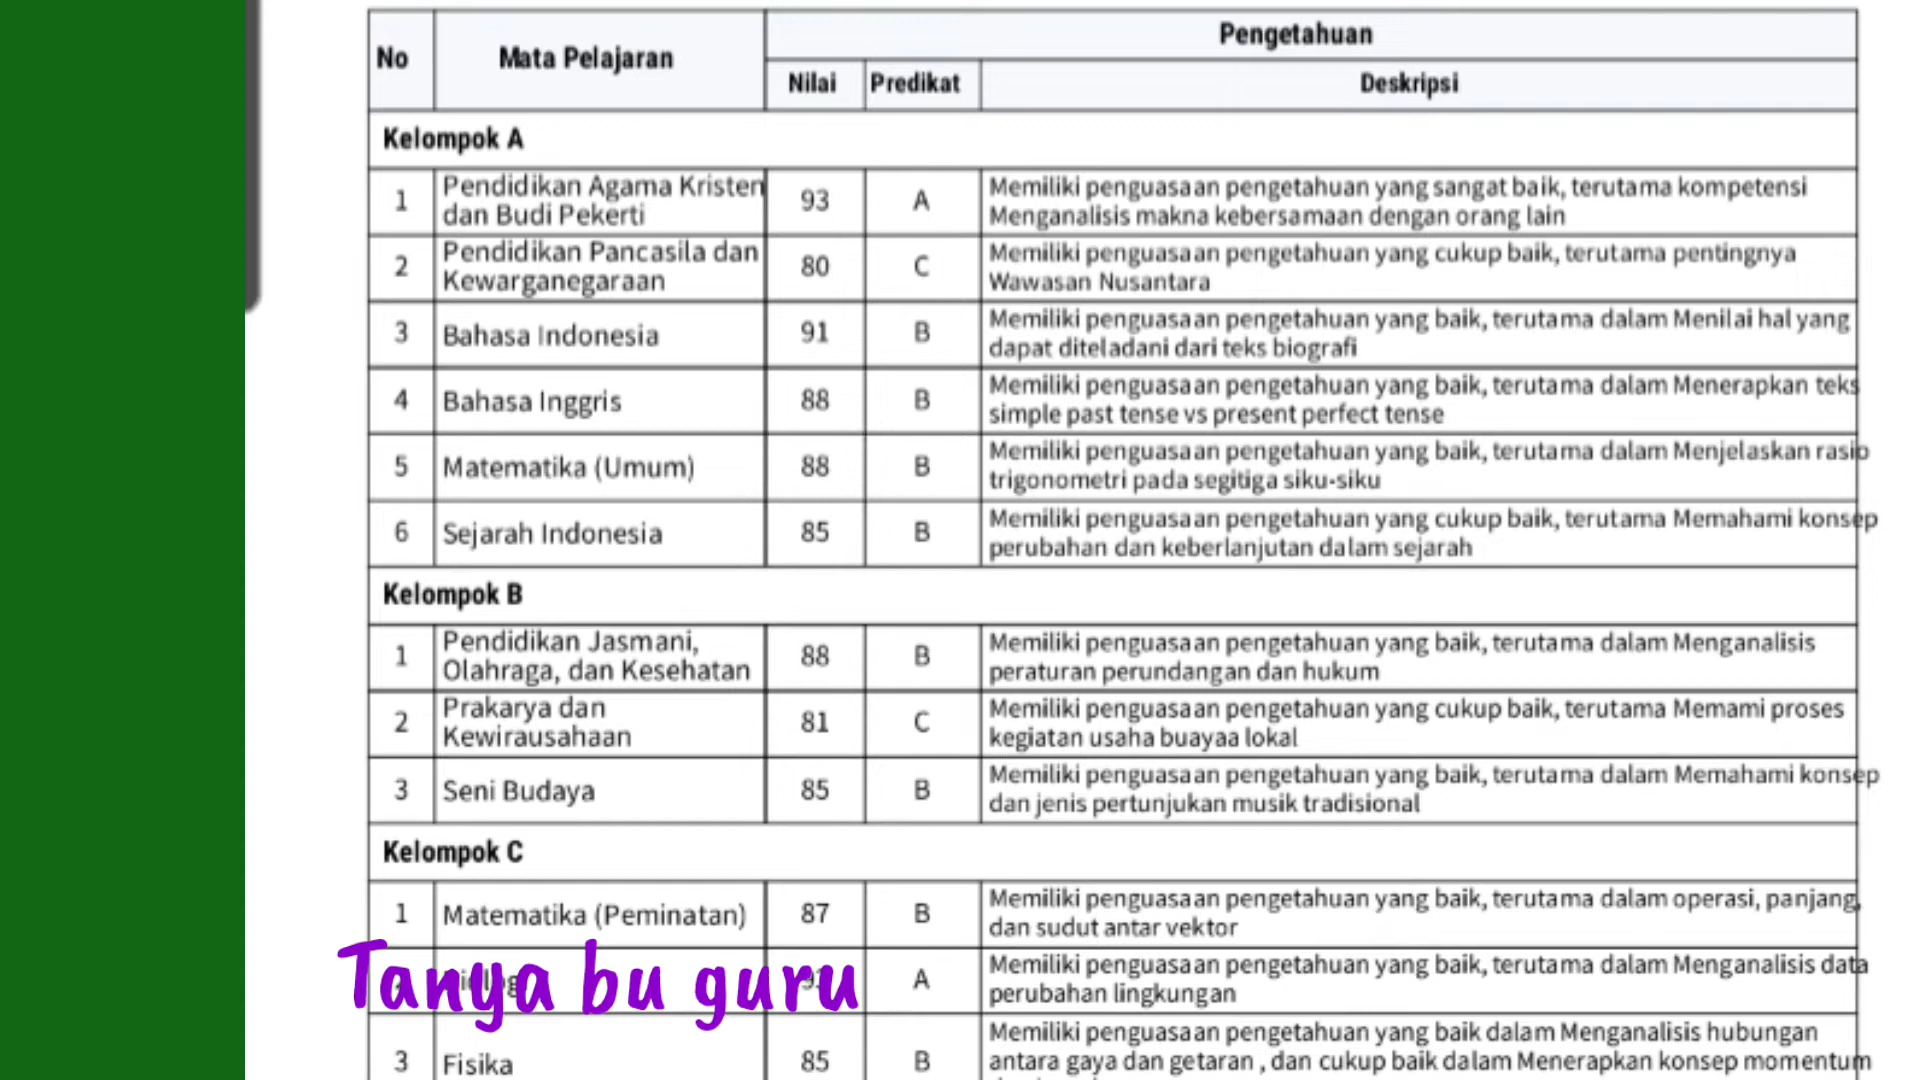 No
Mata Pelajaran
Pengetahuan
Nilai
Predikat
Deskripsi
Kelompok A
1
Pendidikan Agama Kristen
dan Budi Pekerti
93
A
Memiliki penguasaan pengetahuan yang sangat baik, terutama kompetensi
Menganalisis makna kebersamaan dengan orang lain
2
Pendidikan Pancasila dan
Kewarganegaraan
80
C
Memiliki penguasaan pengetahuan yang cukup baik, terutama pentingnya
Wawasan Nusantara
3
Bahasa Indonesia
91
B
Memiliki penguasaan pengetahuan yang baik, terutama dalam Menilai hal yang
dapat diteladani dari teks biografi
4
Bahasa Inggris
88
B
Memiliki penguasaan pengetahuan yang baik, terutama dalam Menerapkan teks
simple past tense vs present perfect tense
5
Matematika (Umum)
88
B
Memiliki penguasaan pengetahuan yang baik, terutama dalam Menjelaskan rasio
trigonometri pada segitiga siku-siku
6
Sejarah Indonesia
85
B
Memiliki penguasaan pengetahuan yang cukup baik, terutama Memahami konsep
perubahan dan keberlanjutan dalam sejarah
Kelompok B
1
Pendidikan Jasmani,
Olahraga, dan Kesehatan
88
B
Memiliki penguasaan pengetahuan yang baik, terutama dalam Menganalisis
peraturan perundangan dan hukum
2
Prakarya dan
Kewirausahaan
81
C
Memiliki penguasaan pengetahuan yang cukup baik, terutama Memami proses
kegiatan usaha buayaa lokal
3
Seni Budaya
85
B
Memiliki penguasaan pengetahuan yang baik, terutama dalam Memahami konsep
dan jenis pertunjukan musik tradisional
Kelompok C
1
Matematika (Peminatan)
87
B
Memiliki penguasaan pengetahuan yang baik, terutama dalam operasi, panjang,
dan sudut antar vektor
Tanya bu guru
A
Memiliki penguasaan pengetahuan yang baik, terutama dalam Menganalisis data
perubahan lingkungan
3
Fisika
85
B
Memiliki penguasaan pengetahuan yang baik dalam Menganalisis hubungan
antara gaya dan getaran , dan cukup baik dalam Menerapkan konsep momentum